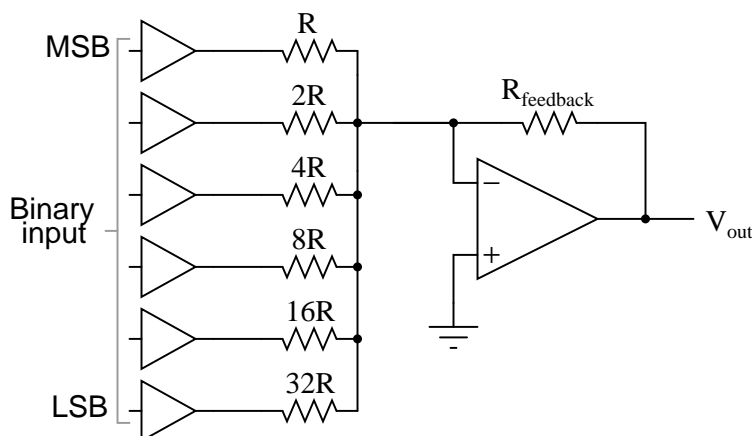 MSB
R
2R
R feedback
4R
Binary
input
8R
−
+
V out
16R
LSB
32R